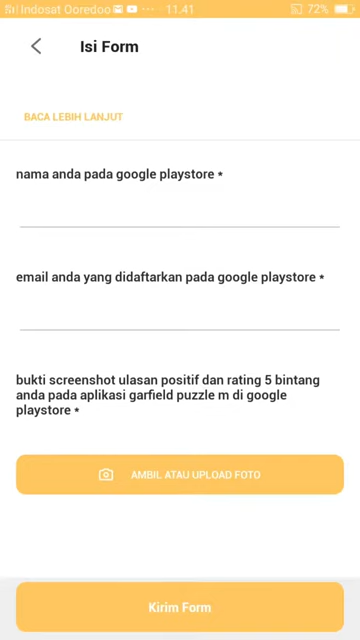 Indosat Ooredoo ... 11.41 72%
Isi Form
BACA LEBIH LANJUT
nama anda pada google playstore *
email anda yang didaftarkan pada google playstore *
bukti screenshot ulasan positif dan rating 5 bintang
anda pada aplikasi garfield puzzle m di google
playstore *
AMBIL ATAU UPLOAD FOTO
Kirim Form